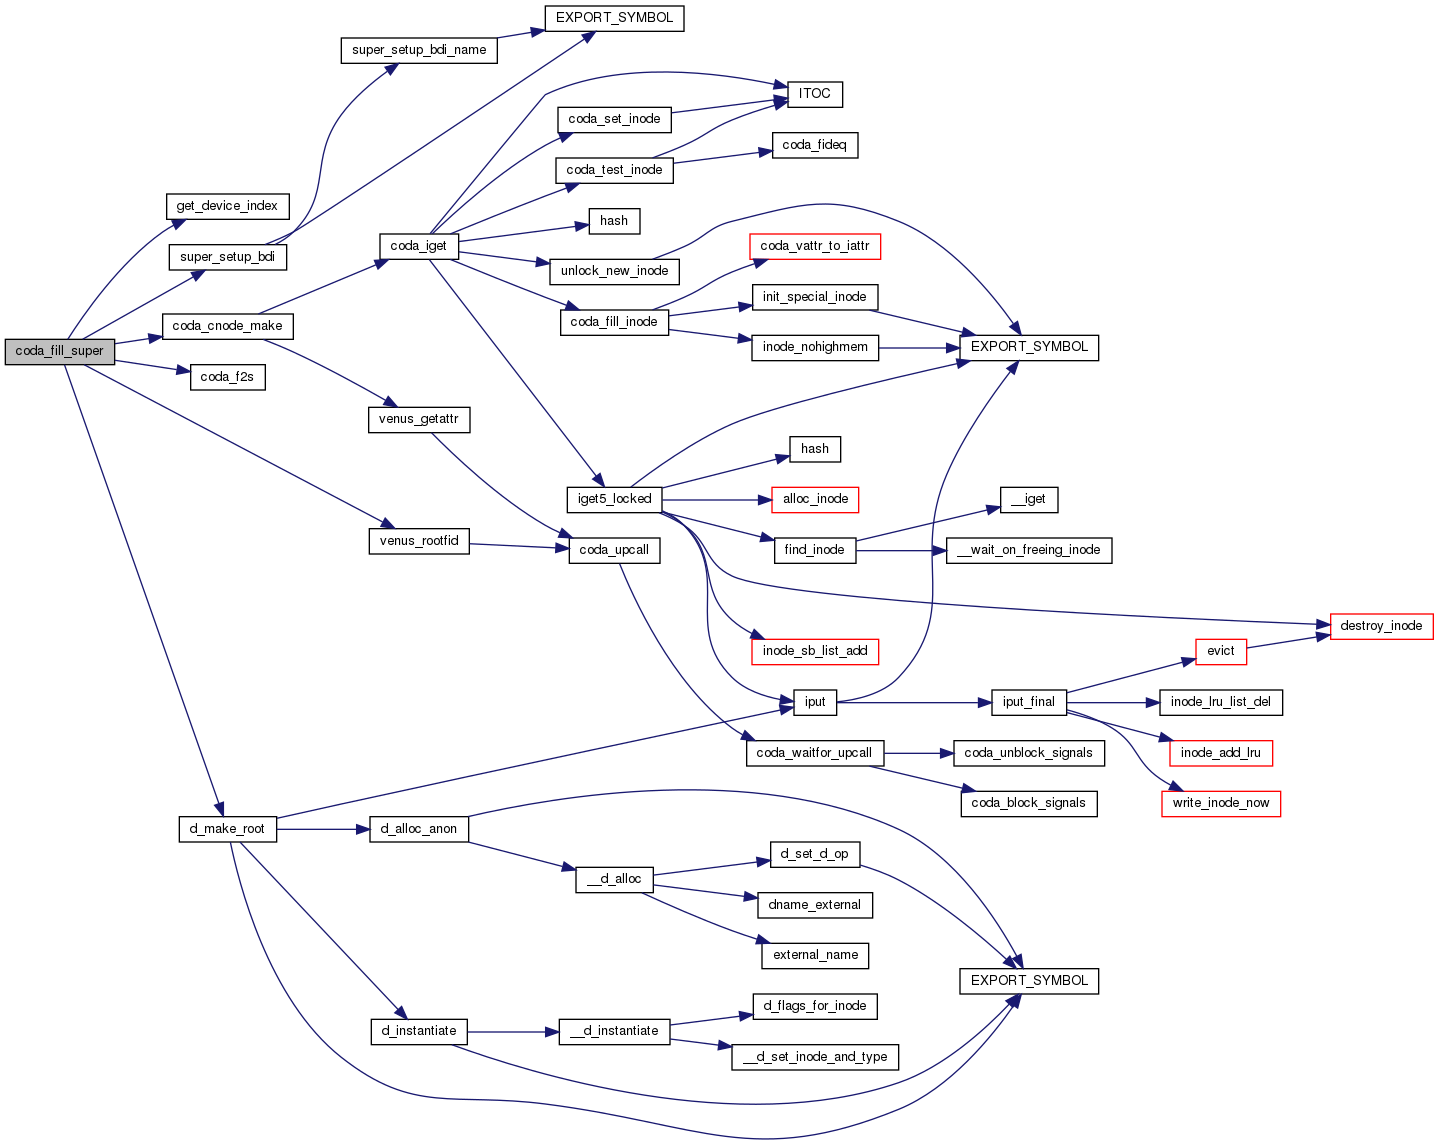 EXPORT_SYMBOL
super_setup_bdi_name
ITOC
coda_set_inode
coda_fideq
coda_test_inode
get_device_index
hash
super_setup_bdi
coda_iget
coda_vattr_to_iattr
unlock_new_inode
init_special_inode
coda_cnode_make
coda_fill_inode
coda_fill_super
inode_nohighmem
EXPORT_SYMBOL
coda_f2s
venus_getattr
hash
iget5_locked
alloc_inode
__iget
venus_rootfid
coda_upcall
find_inode
__wait_on_freeing_inode
destroy_inode
inode_sb_list_add
evict
iput
iput_final
inode_lru_list_del
coda_waitfor_upcall
coda_unblock_signals
inode_add_lru
coda_block_signals
write_inode_now
d_make_root
d_alloc_anon
d_set_d_op
__d_alloc
dname_external
external_name
EXPORT_SYMBOL
d_flags_for_inode
d_instantiate
__d_instantiate
__d_set_inode_and_type